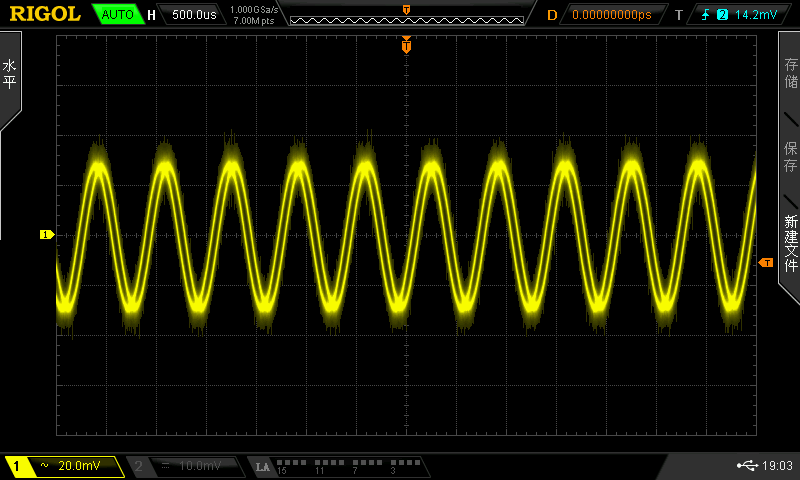 RIGOL AUTO H 500.0us 1.000GSa/s D 0.00000000ps T 2 14.2mV
7.00M pts
T
T
水平
存储
保存
新建文件
1
T
1 ~ 20.0mV 2 10.0mV LA 15 11 7 3 19:03